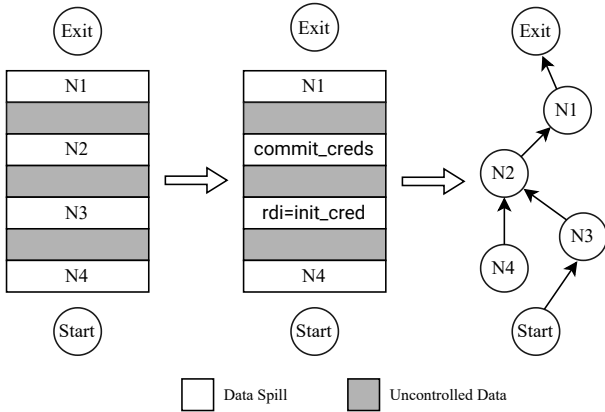 Exit
N1
N2
N3
N4
Start
Exit
N1
commit_creds
rdi=init_cred
N4
Start
Exit
N1
N2
N3
N4
Start
Data Spill
Uncontrolled Data